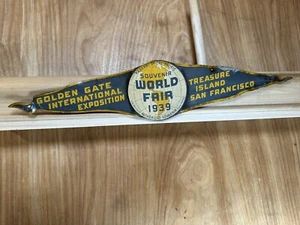 GOLDEN GATE
INTERNATIONAL
EXPOSITION
SOUVENIR
WORLD
FAIR
1939
TREASURE
ISLAND
SAN FRANCISCO